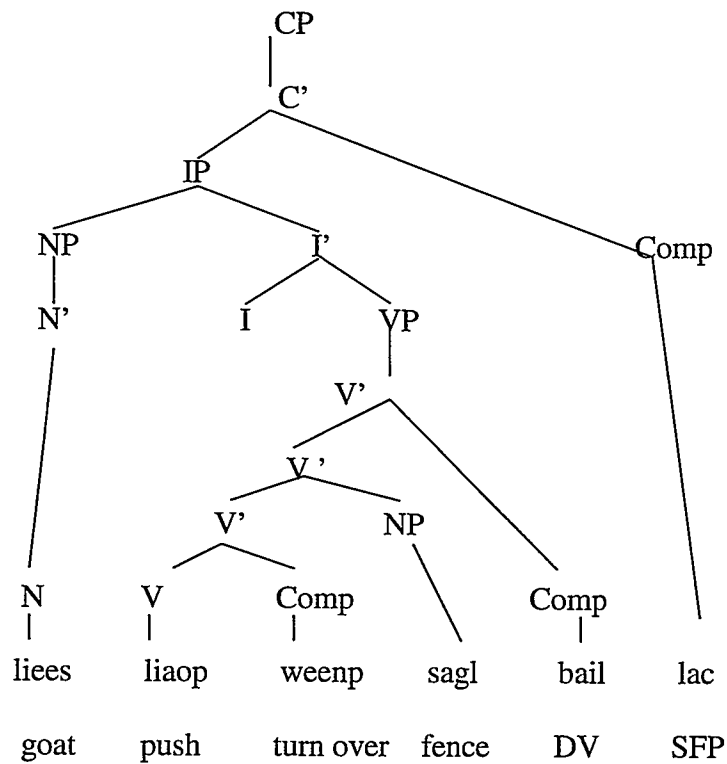 CP
C'
IP
NP I' Comp
N' I VP
V'
V'
V' NP
N V Comp Comp
liees liaop weenp sagl bail lac
goat push turn over fence DV SFP